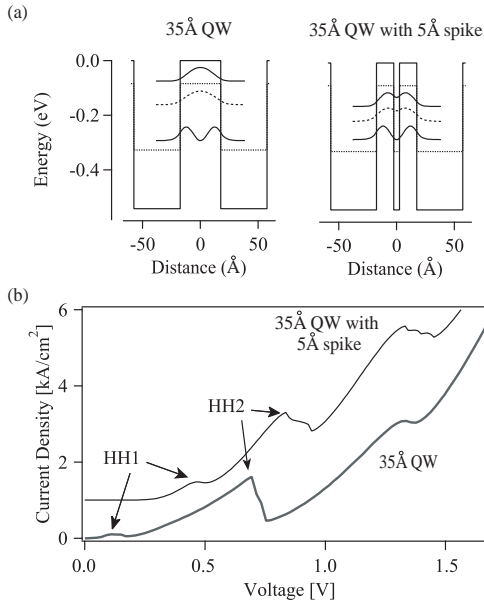 (a)
35Å QW
35Å QW with 5Å spike
Energy (eV)
0.0
-0.2
-0.4
-50
0
50
-50
0
50
Distance (Å)
Distance (Å)
(b)
Current Density [kA/cm²]
6
4
2
0
35Å QW with
5Å spike
HH2
HH1
35Å QW
0.0
0.5
1.0
1.5
Voltage [V]